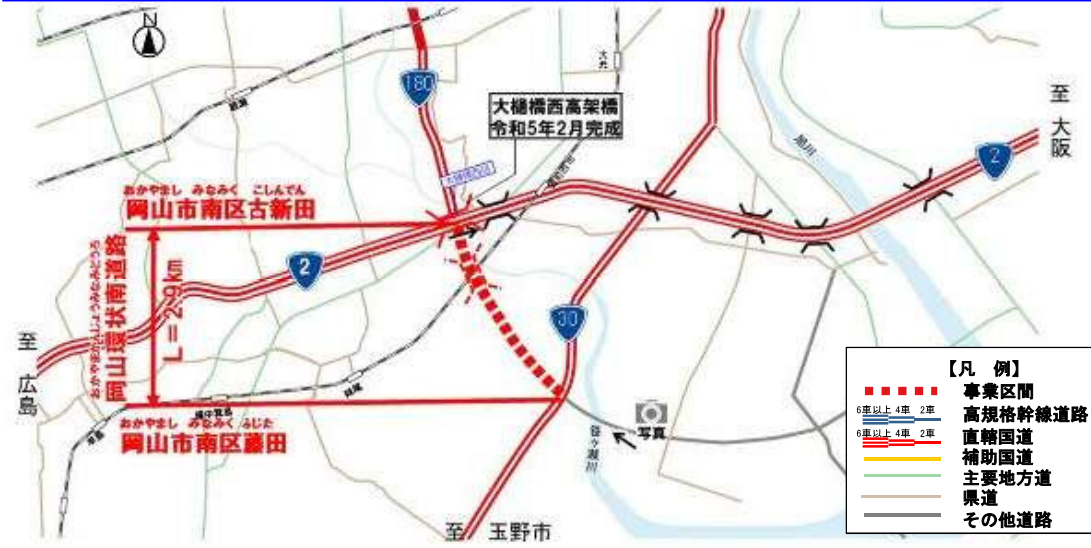 N
180
大樋橋西高架橋
令和5年2月完成
至 大阪
旭川
2
おかやまし みなみく こしんでん
岡山市南区古新田
2
おかやまかんじょうみなみどうろ
岡山環状南道路
L=2.9km
30
至 広島
おかやまし みなみく ふじた
岡山市南区藤田
笹ヶ瀬川
写真
至 玉野市
【凡 例】
事業区間
6車以上 4車 2車
高規格幹線道路
6車以上 4車 2車
直轄国道
補助国道
主要地方道
県道
その他道路